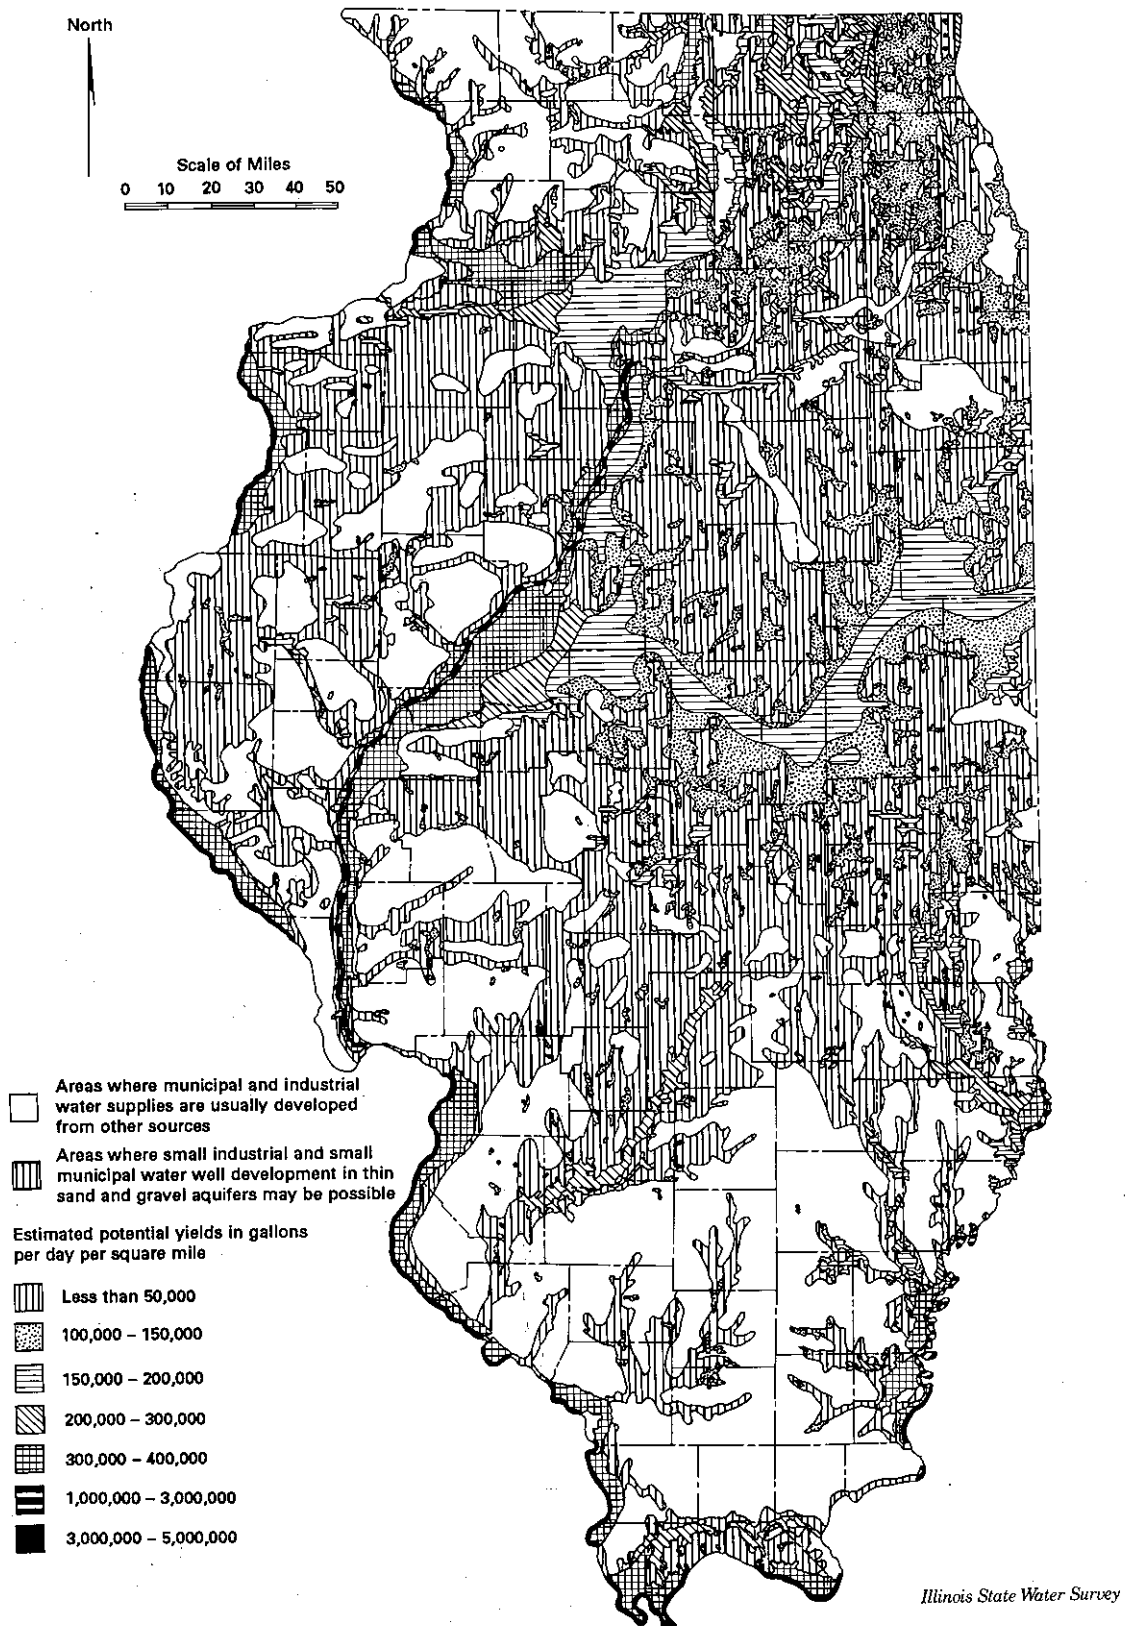 North
Scale of Miles
0 10 20 30 40 50
Areas where municipal and industrial
water supplies are usually developed
from other sources
Areas where small industrial and small
municipal water well development in thin
sand and gravel aquifers may be possible
Estimated potential yields in gallons
per day per square mile
Less than 50,000
100,000 – 150,000
150,000 – 200,000
200,000 – 300,000
300,000 – 400,000
1,000,000 – 3,000,000
3,000,000 – 5,000,000
Illinois State Water Survey